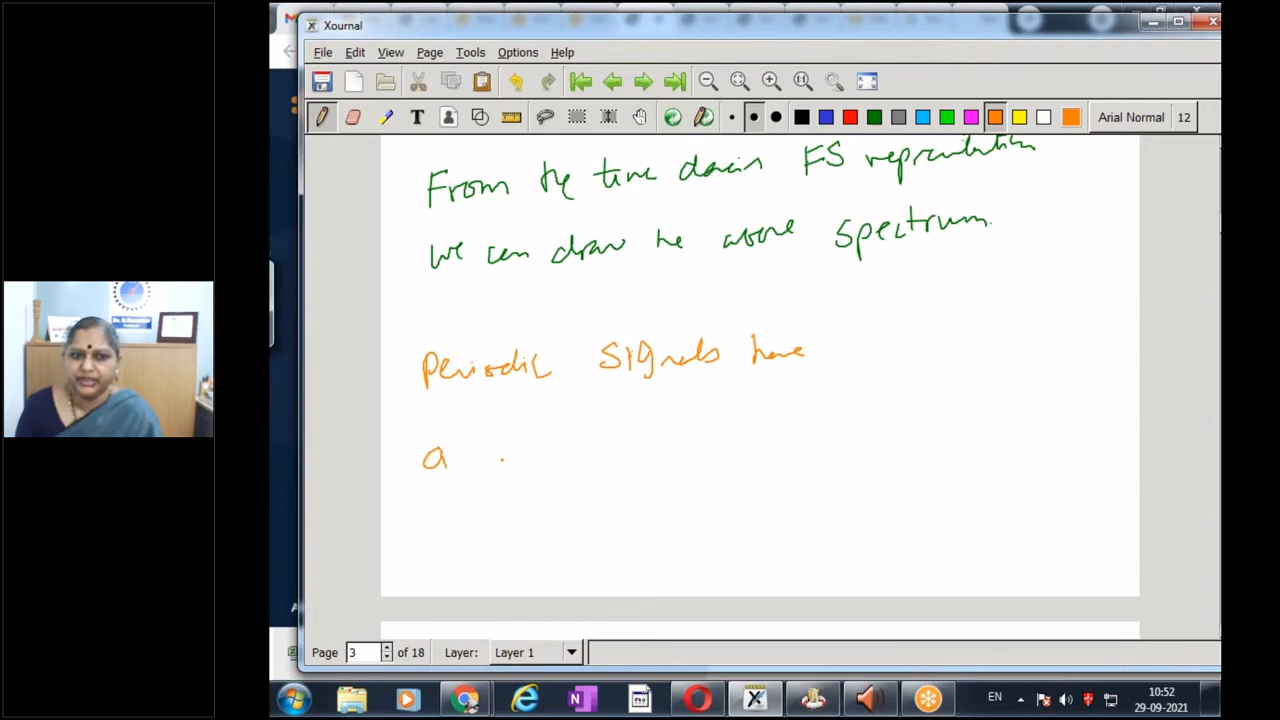 Xournal
File Edit View Page Tools Options Help
T Arial Normal 12
From the time domain FS representation
We can draw the above spectrum.
Periodic Signals have
a
Page 3 of 18 Layer: Layer 1
EN 10:52
29-09-2021